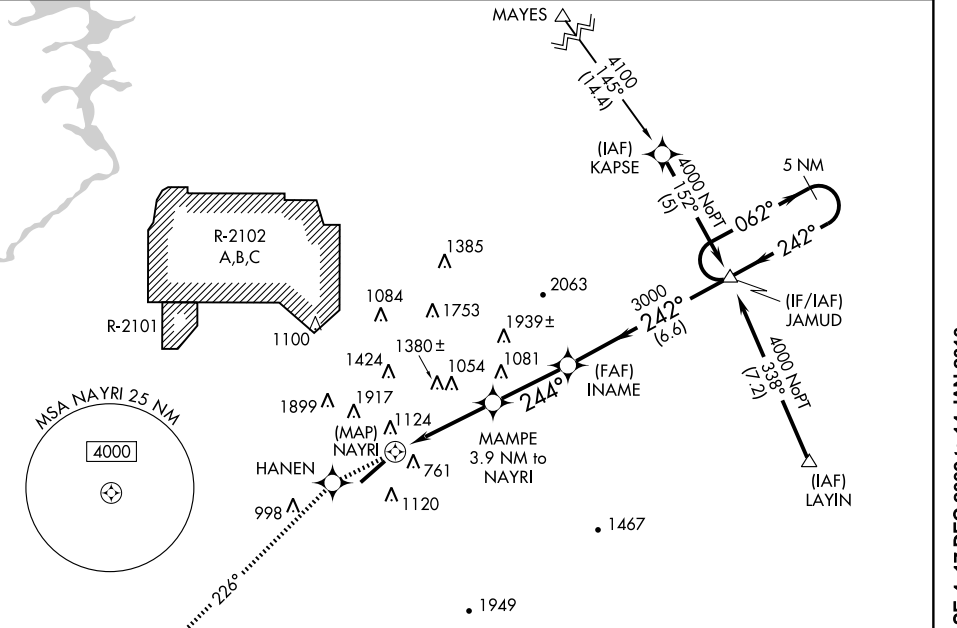 MAYES
4100
145°
(14.4)
(IAF)
KAPSE
4000 NoPT
152°
(5)
5 NM
062°
242°
(IF/IAF)
JAMUD
R-2102
A,B,C
R-2101
1100
1385
1084
1753
2063
1939±
3000
242°
(6.6)
1380±
1424
1054
1081
(FAF)
INAME
4000 NoPT
338°
(7.2)
(IAF)
LAYIN
244°
MAMPE
3.9 NM to
NAYRI
1899
1917
1124
(MAP)
NAYRI
HANEN
761
998
1120
226°
1467
1949
MSA NAYRI 25 NM
4000